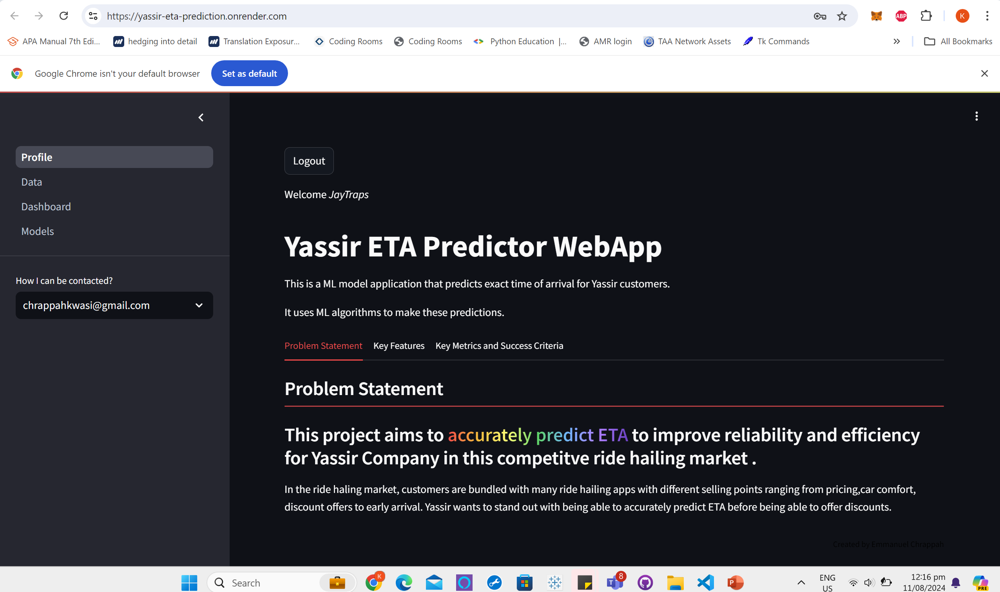 https://yassir-eta-prediction.onrender.com
ABP
K
APA Manual 7th Edi...
hedging into detail
Translation Exposur...
Coding Rooms
Coding Rooms
Python Education |...
AMR login
TAA Network Assets
Tk Commands
All Bookmarks
Google Chrome isn't your default browser
Set as default
Profile
Data
Dashboard
Models
How I can be contacted?
chrappahkwasi@gmail.com
Logout
Welcome JayTraps
Yassir ETA Predictor WebApp
This is a ML model application that predicts exact time of arrival for Yassir customers.
It uses ML algorithms to make these predictions.
Problem Statement Key Features Key Metrics and Success Criteria
Problem Statement
This project aims to accurately predict ETA to improve reliability and efficiency
for Yassir Company in this competitve ride hailing market .
In the ride haling market, customers are bundled with many ride hailing apps with different selling points ranging from pricing,car comfort,
discount offers to early arrival. Yassir wants to stand out with being able to accurately predict ETA before being able to offer discounts.
Created by Emmanuel Chrappah
Search
K
T
8
P
ENG
US
12:16 pm
11/08/2024
PRE